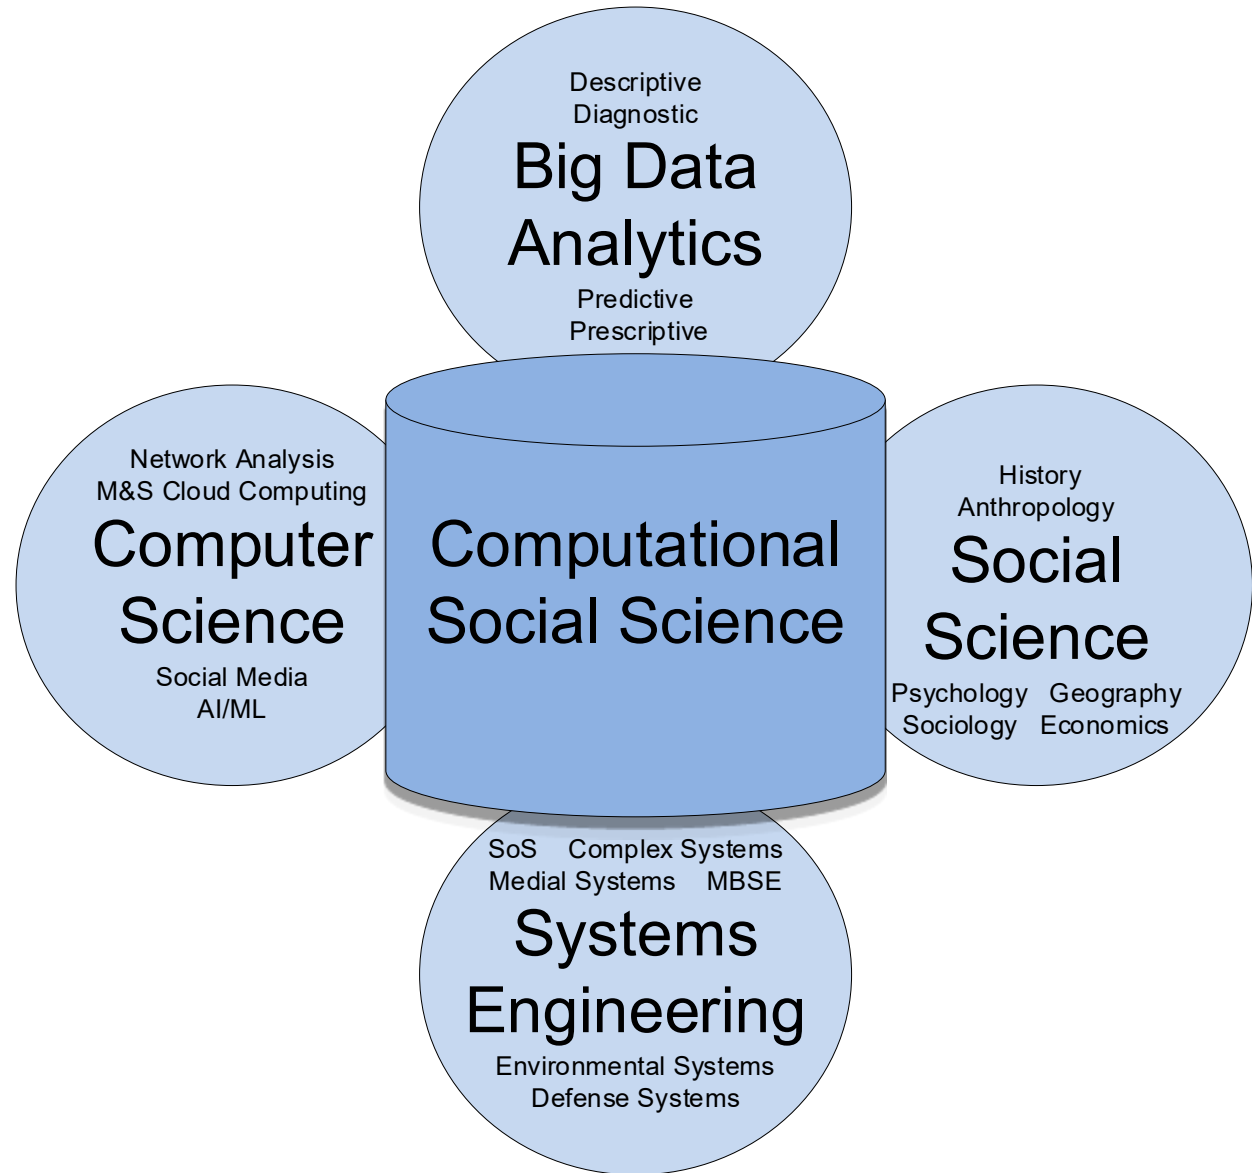 Descriptive
Diagnostic
Big Data
Analytics
Predictive
Prescriptive
Network Analysis
M&S Cloud Computing
Computer
Science
Social Media
AI/ML
Computational
Social Science
History
Anthropology
Social
Science
Psychology Geography
Sociology Economics
SoS Complex Systems
Medial Systems MBSE
Systems
Engineering
Environmental Systems
Defense Systems